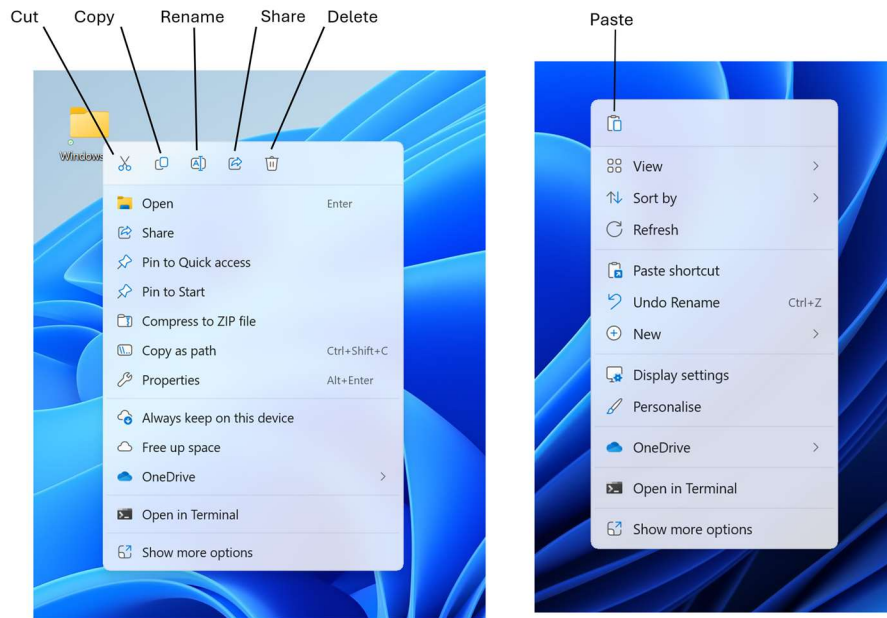 Cut Copy Rename Share Delete
Windows
Open Enter
Share
Pin to Quick access
Pin to Start
Compress to ZIP file
Copy as path Ctrl+Shift+C
Properties Alt+Enter
Always keep on this device
Free up space
OneDrive
Open in Terminal
Show more options
Paste
View
Sort by
Refresh
Paste shortcut
Undo Rename Ctrl+Z
New
Display settings
Personalise
OneDrive
Open in Terminal
Show more options